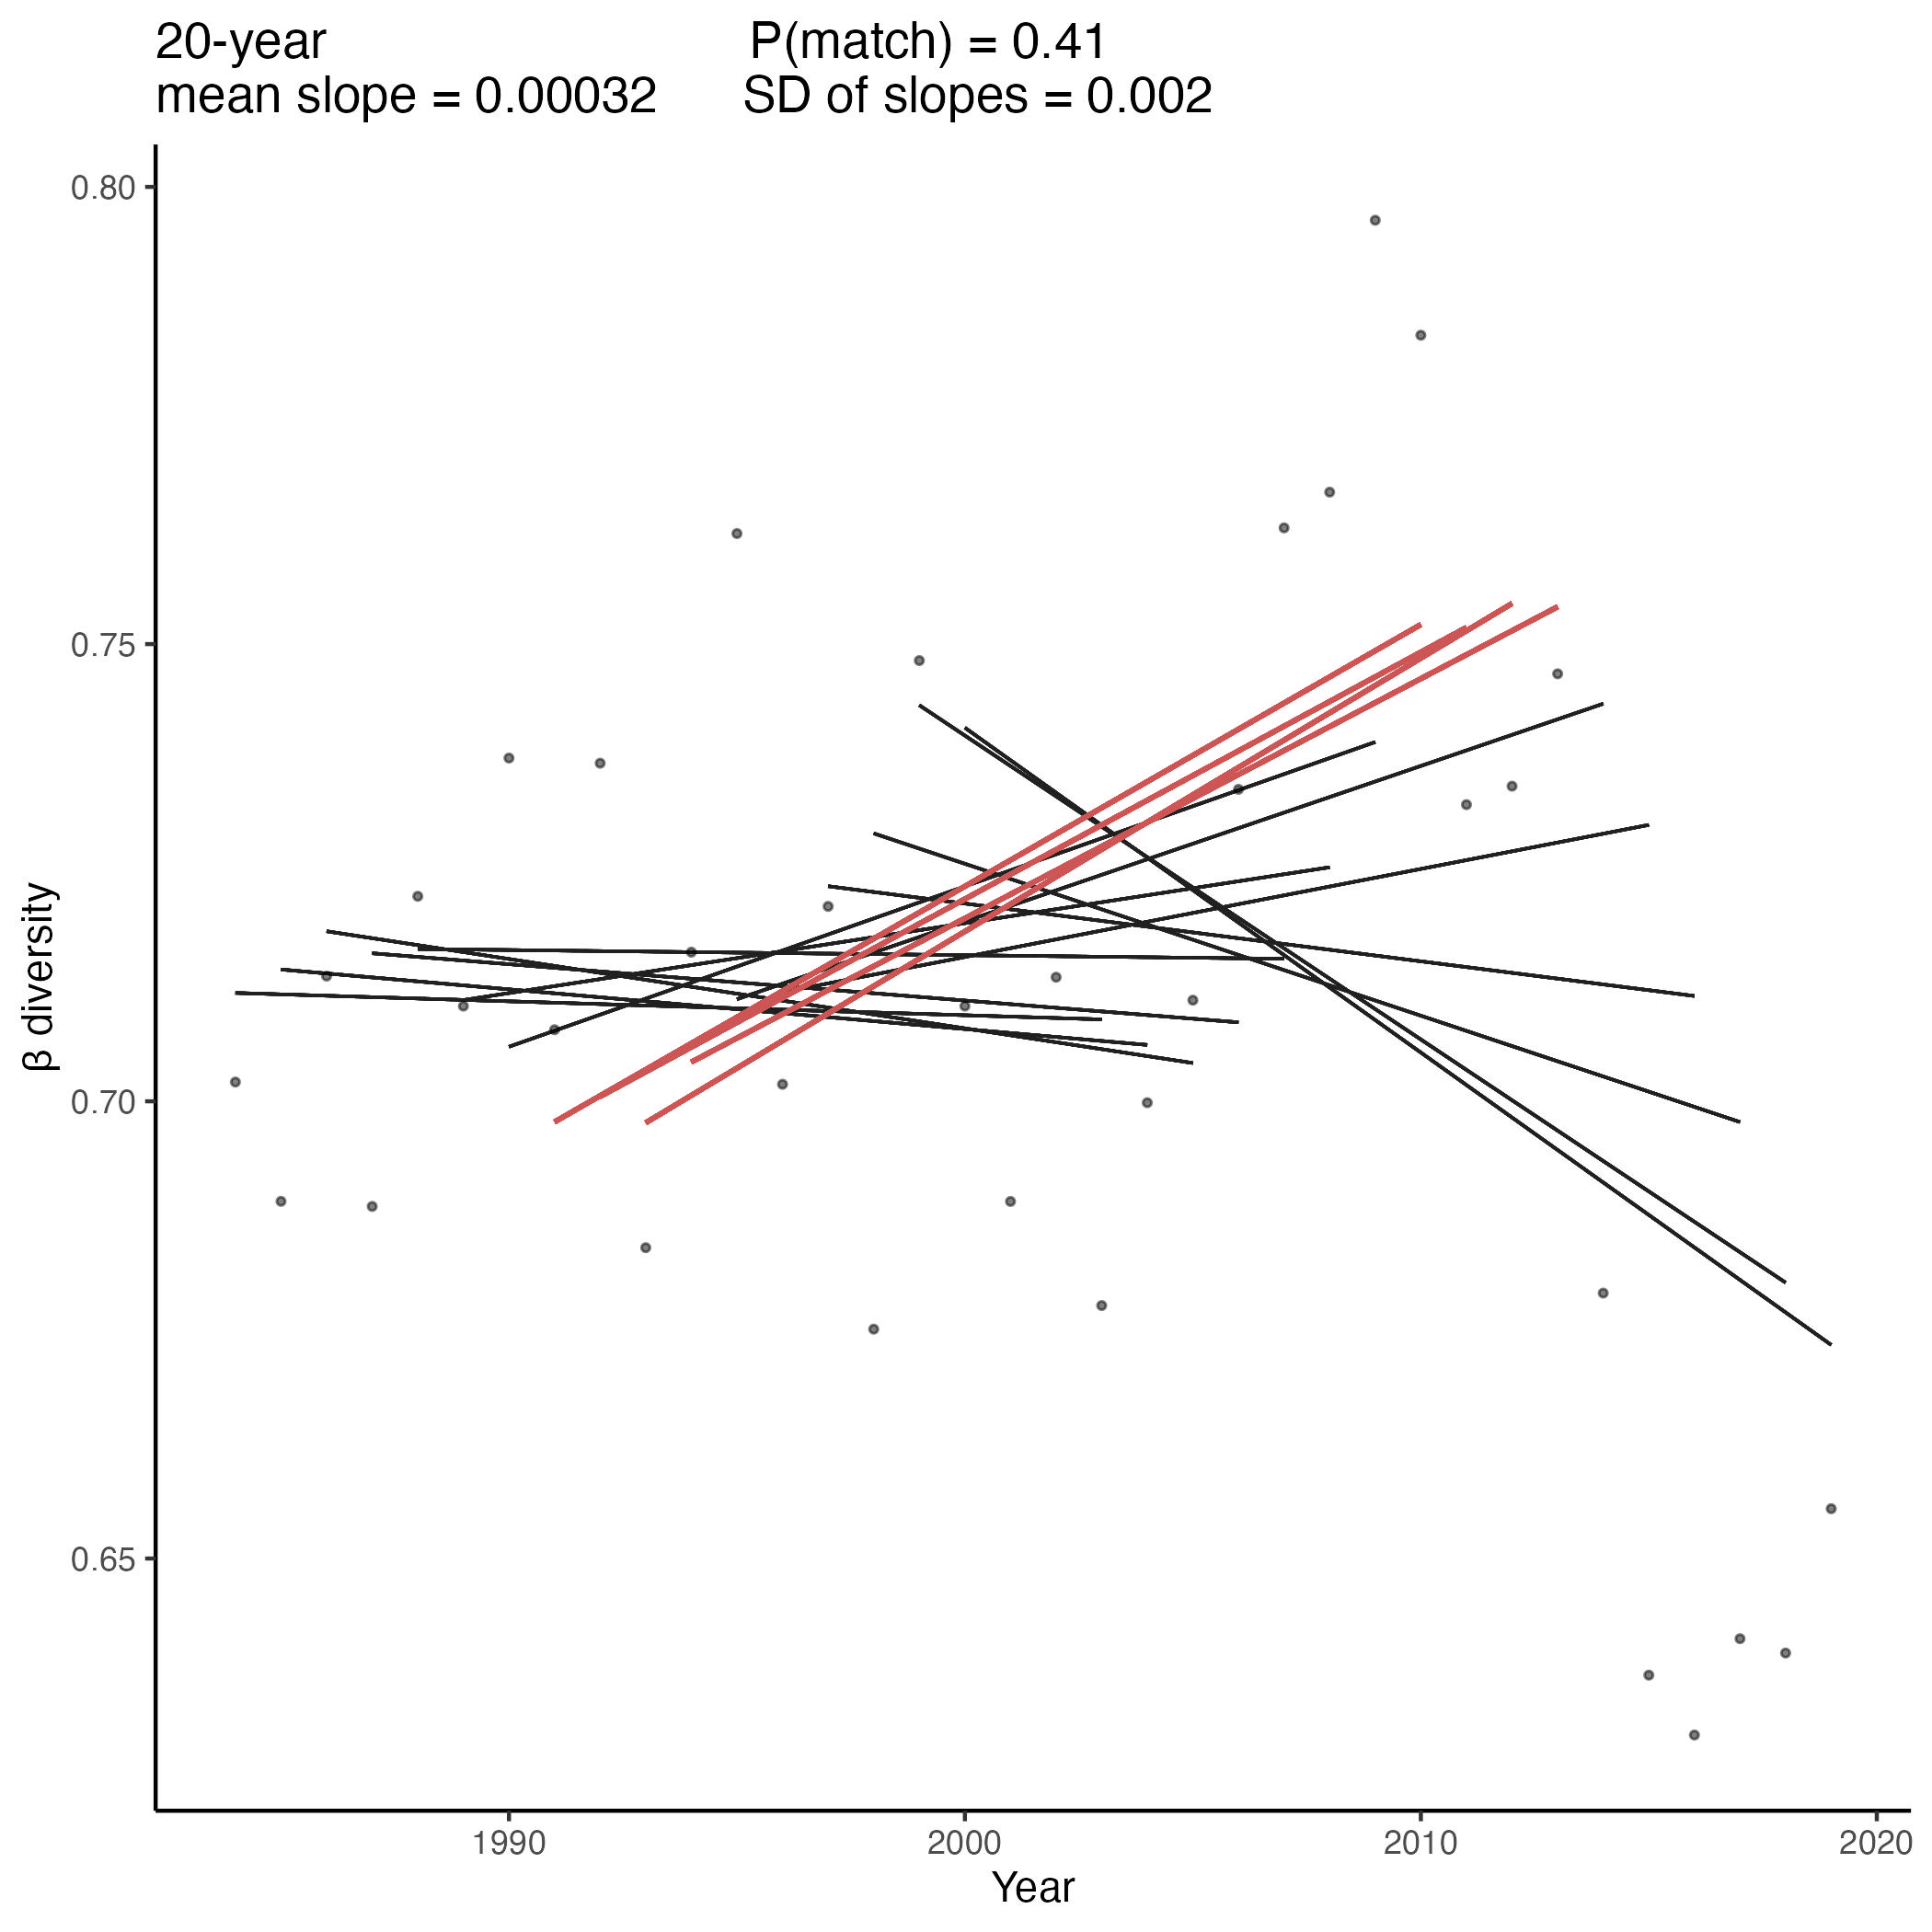 20-year P(match) = 0.41
mean slope = 0.00032 SD of slopes = 0.002
0.80
0.75
0.70
0.65
β diversity
1990 2000 2010 2020
Year